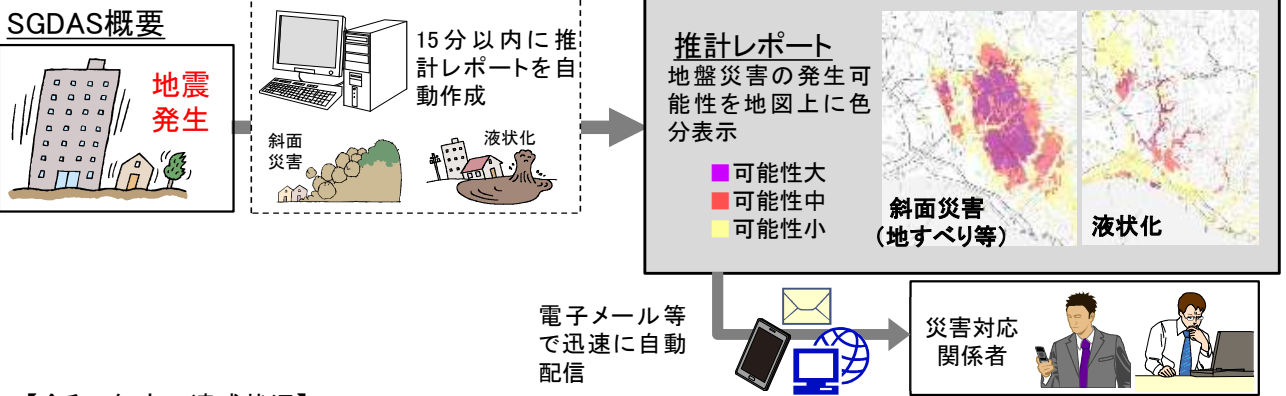 SGDAS概要
地震
発生
15分以内に推
計レポートを自
動作成
斜面
災害
液状化
推計レポート
地盤災害の発生可
能性を地図上に色
分表示
可能性大
可能性中
可能性小
斜面災害
(地すべり等)
液状化
電子メール等
で迅速に自動
配信
災害対応
関係者